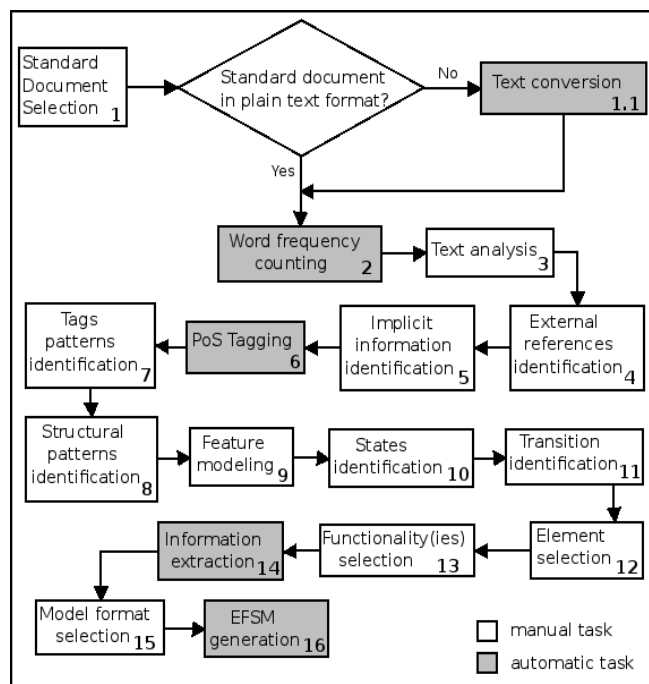 Standard
Document
Selection 1
Standard document
in plain text format?
No
Text conversion
1.1
Yes
Word frequency
counting 2
Text analysis 3
External
references
identification 4
Implicit
information
identification 5
PoS Tagging
6
Tags
patterns
identification 7
Structural
patterns
identification 8
Feature
modeling 9
States
identification 10
Transition
identification 11
Element
selection 12
Functionality(ies)
selection 13
Information
extraction 14
Model format
selection 15
EFSM
generation 16
manual task
automatic task